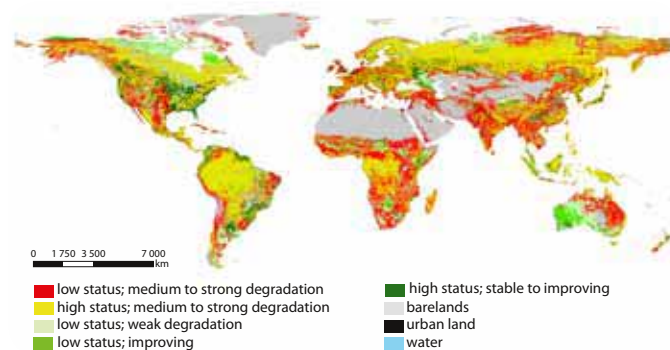 0 1 750 3 500 7 000
km
low status; medium to strong degradation
high status; medium to strong degradation
low status; weak degradation
low status; improving
high status; stable to improving
barelands
urban land
water